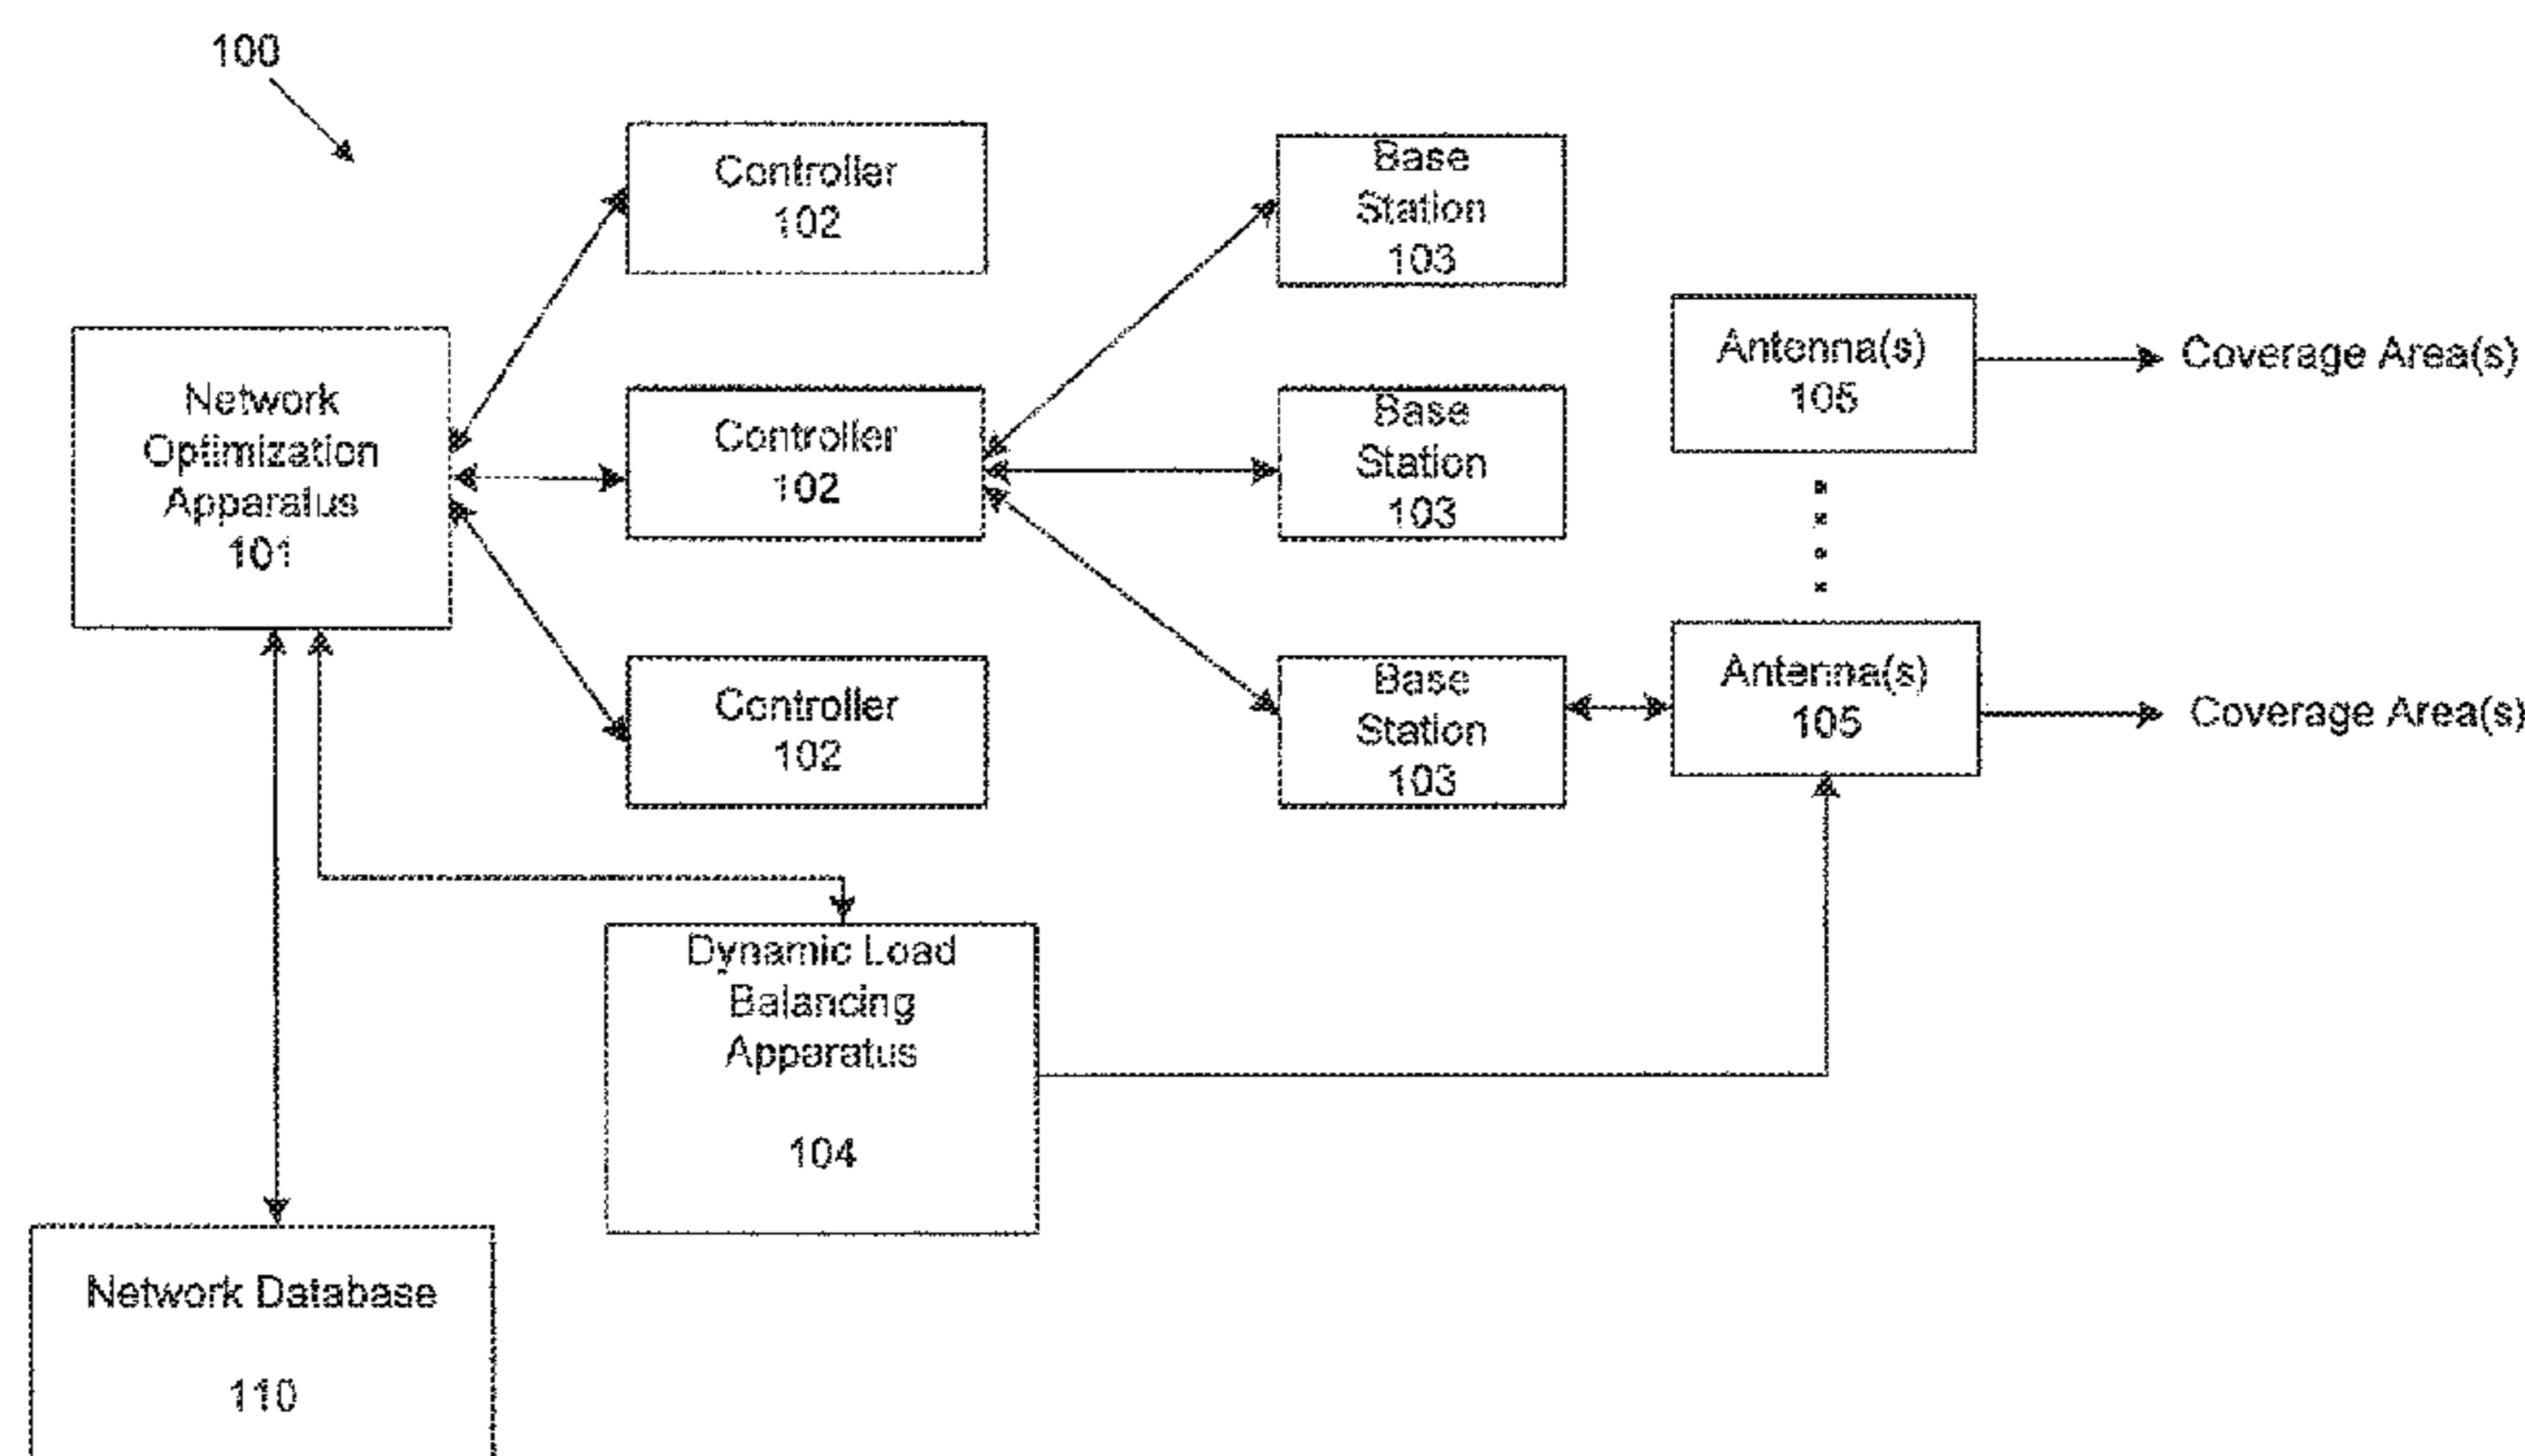 100
Controller
102
Base
Station
103
Network
Optimization
Apparatus
101
Controller
102
Base
Station
103
Antenna(s)
105
Coverage Area(s)
Controller
102
Base
Station
103
Antenna(s)
105
Coverage Area(s)
Dynamic Load
Balancing
Apparatus
104
Network Database
110